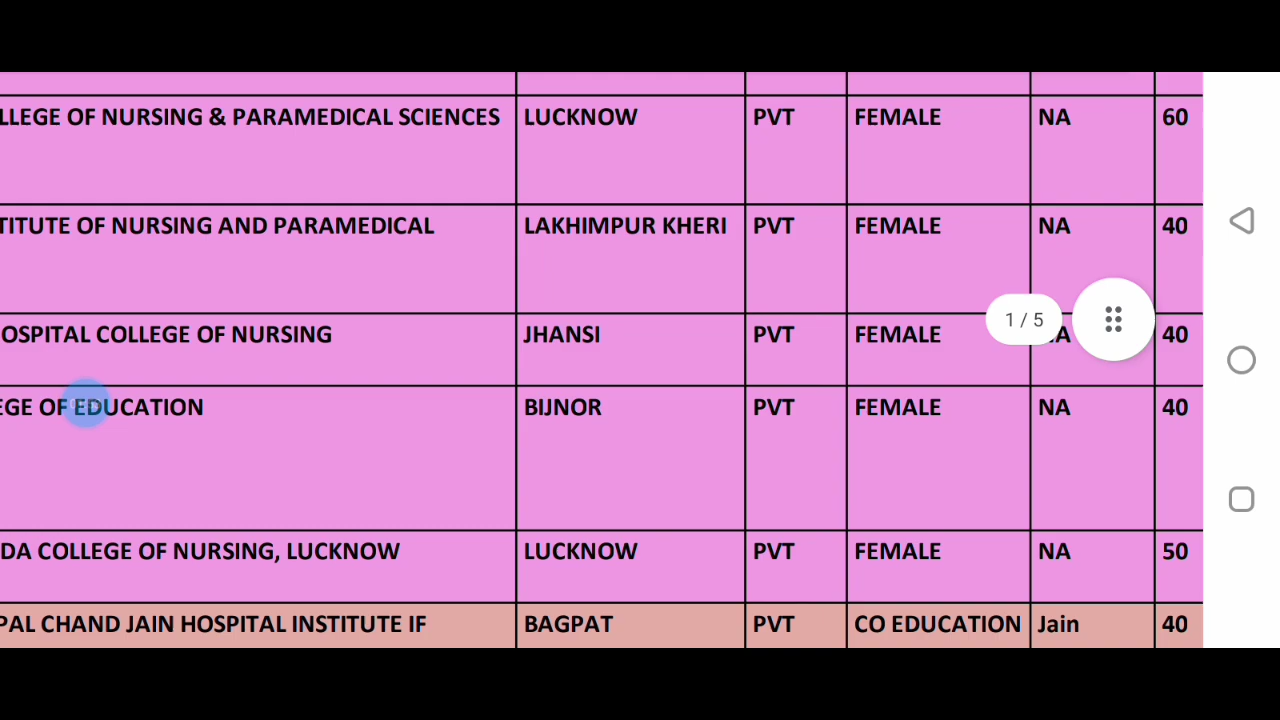 LLEGE OF NURSING & PARAMEDICAL SCIENCES LUCKNOW PVT FEMALE NA 60
TITUTE OF NURSING AND PARAMEDICAL LAKHIMPUR KHERI PVT FEMALE NA 40
1 / 5
OSPITAL COLLEGE OF NURSING JHANSI PVT FEMALE A 40
EGE OF EDUCATION BIJNOR PVT FEMALE NA 40
DA COLLEGE OF NURSING, LUCKNOW LUCKNOW PVT FEMALE NA 50
PAL CHAND JAIN HOSPITAL INSTITUTE IF BAGPAT PVT CO EDUCATION Jain 40